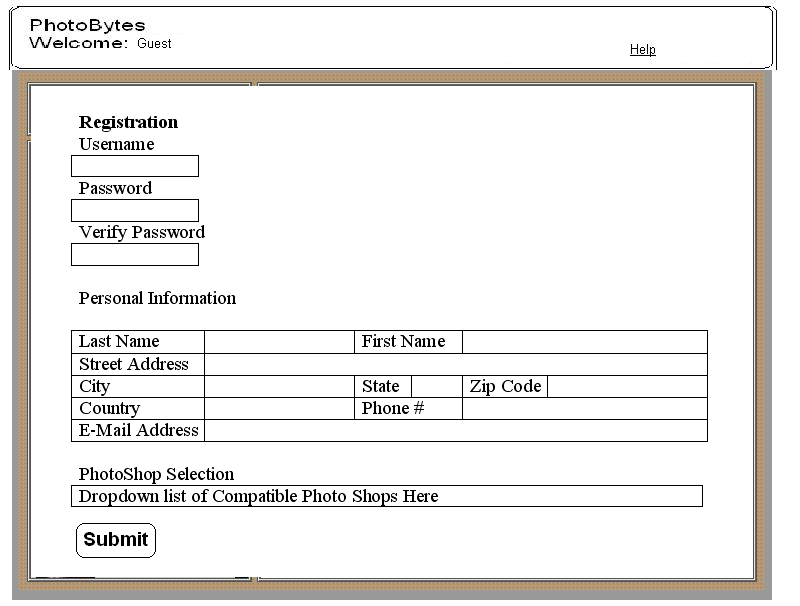 PhotoBytes
Welcome: Guest
Help
Registration
Username
Password
Verify Password
Personal Information
Last Name First Name
Street Address
City State Zip Code
Country Phone #
E-Mail Address
PhotoShop Selection
Dropdown list of Compatible Photo Shops Here
Submit